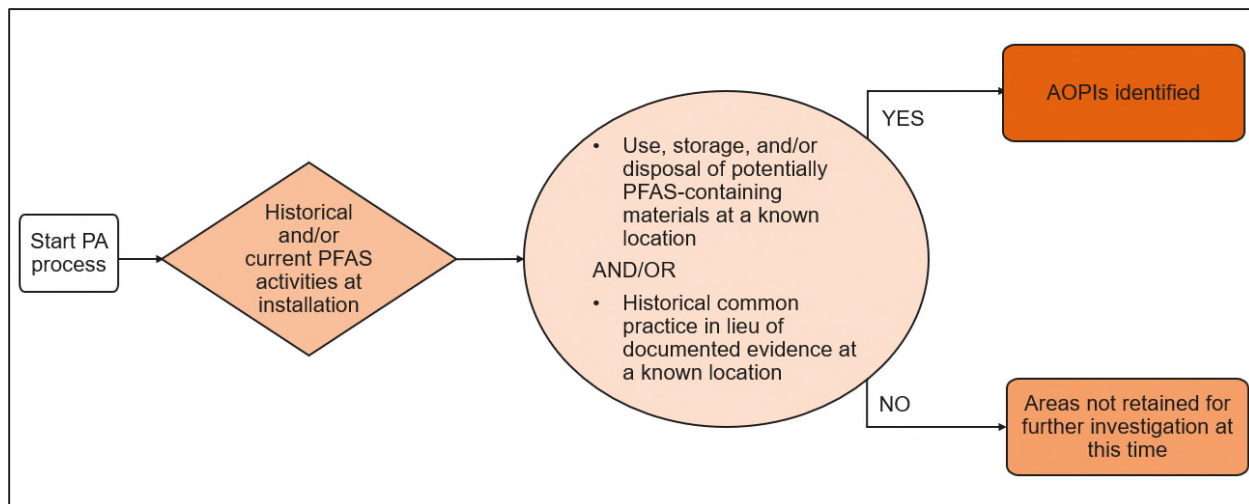 Start PA
process
Historical
and/or
current PFAS
activities at
installation
• Use, storage, and/or
disposal of potentially
PFAS-containing
materials at a known
location
AND/OR
• Historical common
practice in lieu of
documented evidence at
a known location
YES
AOPIs identified
NO
Areas not retained for
further investigation at
this time